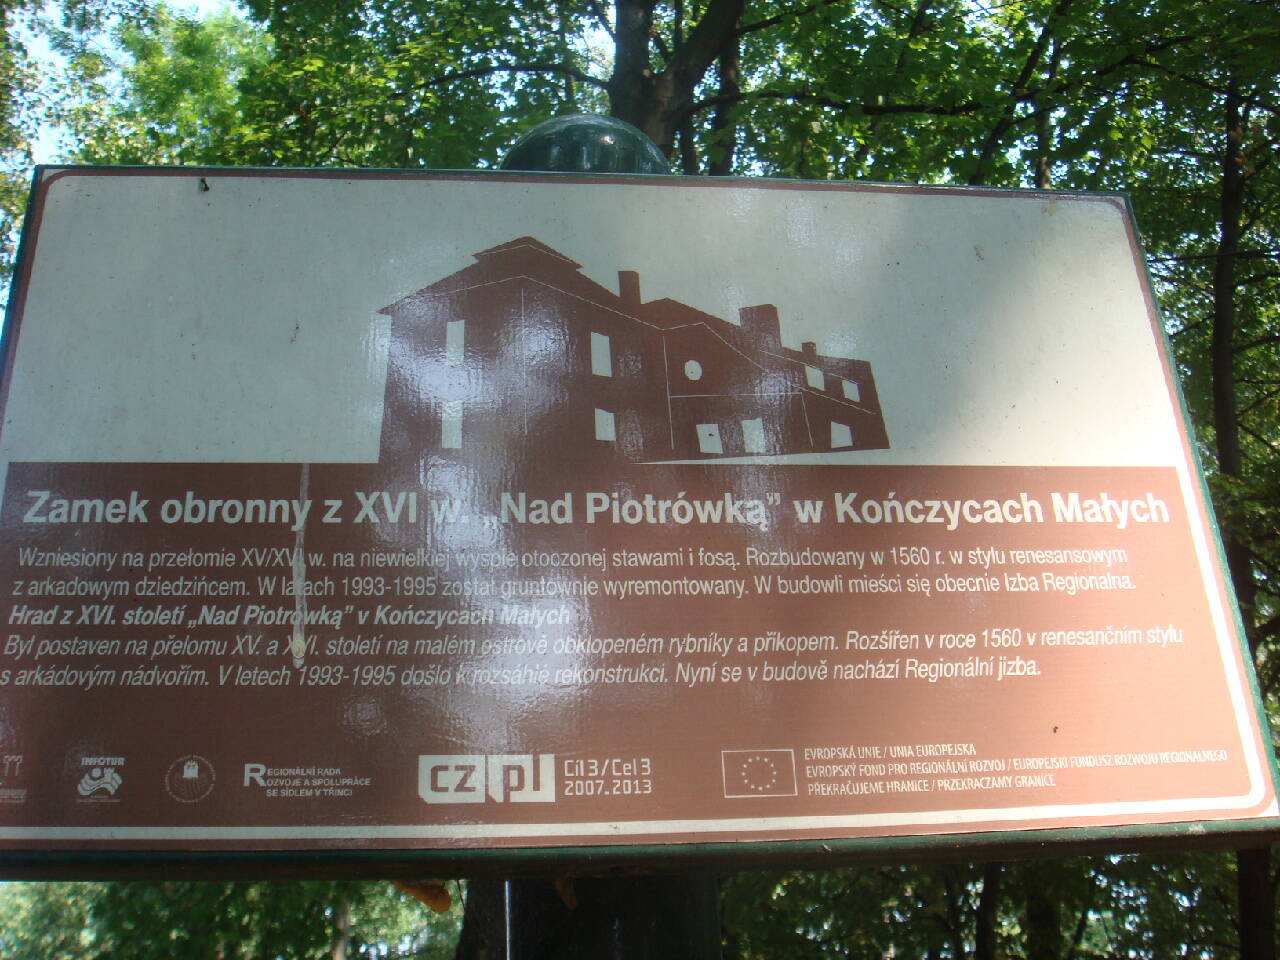 Zamek obronny z XVI w. „Nad Piotrówką” w Kończycach Małych
Wzniesiony na przełomie XV/XVI w. na niewielkiej wyspie otoczonej stawami i fosą. Rozbudowany w 1560 r. w stylu renesansowym
z arkadowym dziedzińcem. W latach 1993-1995 został gruntownie wyremontowany. W budowli mieści się obecnie Izba Regionalna.
Hrad z XVI. století „Nad Piotrówką” v Kończycach Małych
Byl postaven na přelomu XV. a XVI. století na malém ostrově obklopeném rybníky a příkopem. Rozšířen v roce 1560 v renesančním stylu
s arkádovým nádvořím. V letech 1993-1995 došlo k rozsáhlé rekonstrukci. Nyní se v budově nachází Regionální jizba.
INFOTUR
REGIONÁLNÍ RADA
ROZVOJE A SPOLUPRÁCE
SE SÍDLEM V TŘINCI
cz pl
Cíl3/Cel3
2007-2013
EVROPSKÁ UNIE / UNIA EUROPEJSKA
EVROPSKÝ FOND PRO REGIONÁLNÍ ROZVOJ / EUROPEJSKI FUNDUSZ ROZWOJU REGIONALNEGO
PŘEKRAČUJEME HRANICE / PRZEKRACZAMY GRANICE